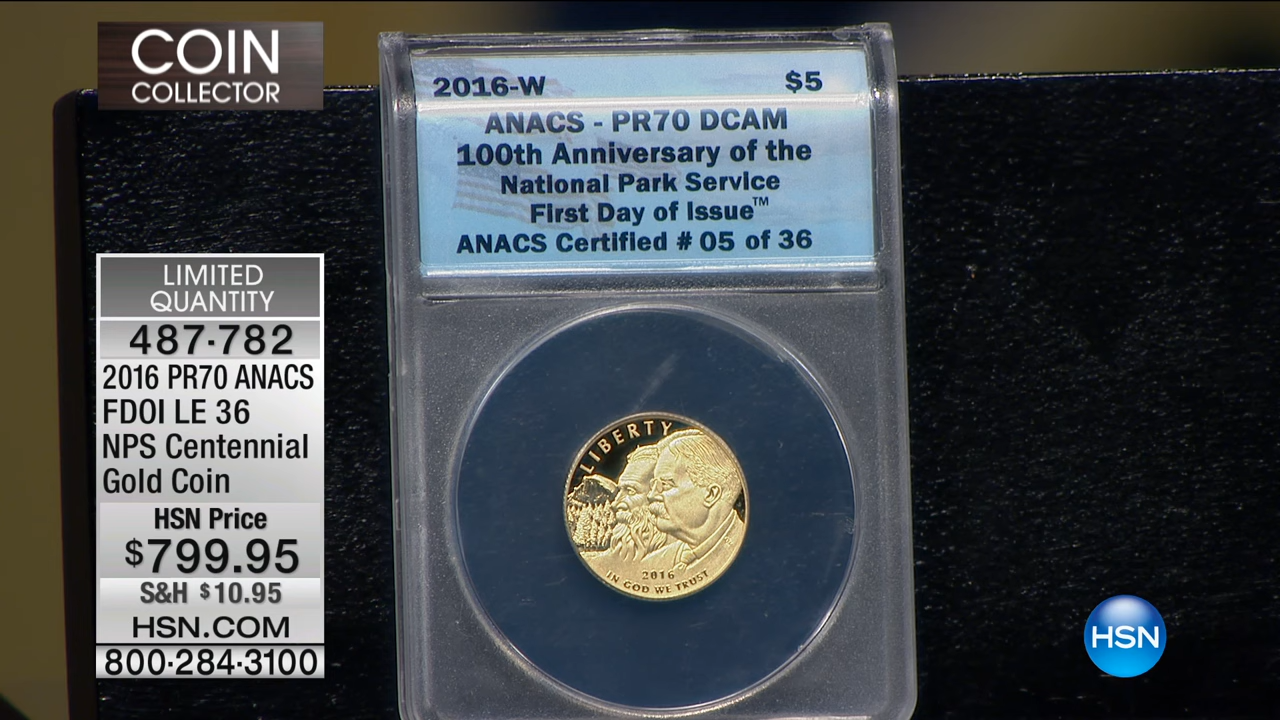 COIN
COLLECTOR
2016-W $5
ANACS - PR70 DCAM
100th Anniversary of the
National Park Service
First Day of Issue™
ANACS Certified # 05 of 36
LIMITED
QUANTITY
487·782
2016 PR70 ANACS
FDOI LE 36
NPS Centennial
Gold Coin
HSN Price
$799.95
S&H $10.95
HSN.COM
800·284·3100
LIBERTY
2016
IN GOD WE TRUST
HSN